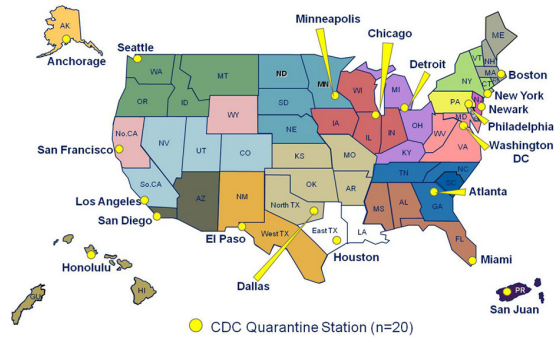 AK
Anchorage
Seattle
Minneapolis
Chicago
Detroit
Boston
New York
Newark
Philadelphia
Washington
DC
San Francisco
Los Angeles
San Diego
El Paso
Dallas
Houston
Atlanta
Miami
Honolulu
San Juan
WA
OR
ID
MT
ND
MN
SD
NE
WY
No.CA
So.CA
NV
UT
CO
AZ
NM
KS
OK
MO
AR
North TX
West TX
East TX
LA
WI
IA
IL
IN
MI
OH
KY
TN
MS
AL
GA
FL
NC
VA
WV
PA
MD
NY
VT
NH
MA
CT
ME
HI
GU
PR
CDC Quarantine Station (n=20)